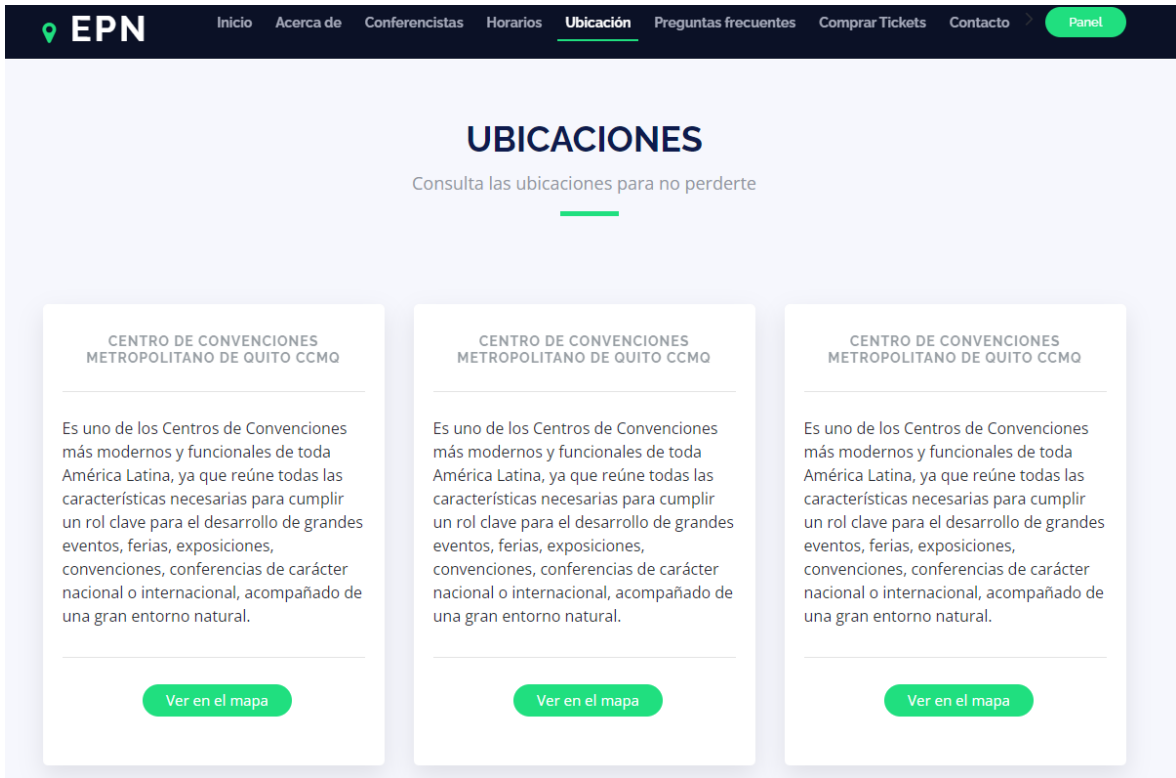 EPN
Inicio Acerca de Conferencistas Horarios Ubicación Preguntas frecuentes Comprar Tickets Contacto Panel
UBICACIONES
Consulta las ubicaciones para no perderte
CENTRO DE CONVENCIONES
METROPOLITANO DE QUITO CCMQ
Es uno de los Centros de Convenciones
más modernos y funcionales de toda
América Latina, ya que reúne todas las
características necesarias para cumplir
un rol clave para el desarrollo de grandes
eventos, ferias, exposiciones,
convenciones, conferencias de carácter
nacional o internacional, acompañado de
una gran entorno natural.
Ver en el mapa
CENTRO DE CONVENCIONES
METROPOLITANO DE QUITO CCMQ
Es uno de los Centros de Convenciones
más modernos y funcionales de toda
América Latina, ya que reúne todas las
características necesarias para cumplir
un rol clave para el desarrollo de grandes
eventos, ferias, exposiciones,
convenciones, conferencias de carácter
nacional o internacional, acompañado de
una gran entorno natural.
Ver en el mapa
CENTRO DE CONVENCIONES
METROPOLITANO DE QUITO CCMQ
Es uno de los Centros de Convenciones
más modernos y funcionales de toda
América Latina, ya que reúne todas las
características necesarias para cumplir
un rol clave para el desarrollo de grandes
eventos, ferias, exposiciones,
convenciones, conferencias de carácter
nacional o internacional, acompañado de
una gran entorno natural.
Ver en el mapa